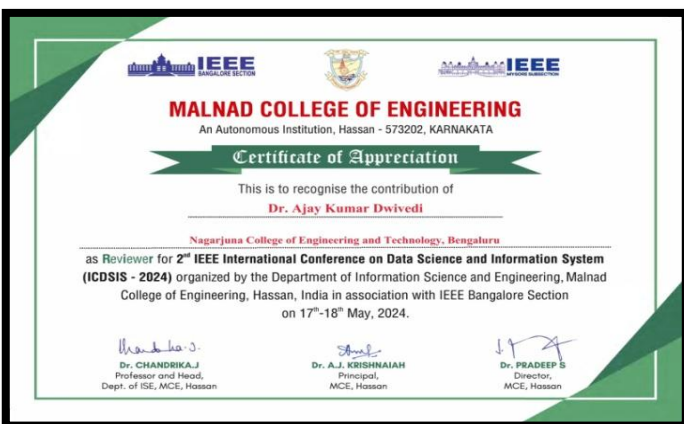 IEEE
BANGALORE SECTION
IEEE
MYSORE SUBSECTION
MALNAD COLLEGE OF ENGINEERING
An Autonomous Institution, Hassan - 573202, KARNAKATA
Certificate of Appreciation
This is to recognise the contribution of
Dr. Ajay Kumar Dwivedi
Nagarjuna College of Engineering and Technology, Bengaluru
as Reviewer for 2nd IEEE International Conference on Data Science and Information System
(ICDSIS - 2024) organized by the Department of Information Science and Engineering, Malnad
College of Engineering, Hassan, India in association with IEEE Bangalore Section
on 17th-18th May, 2024.
Dr. CHANDRIKA.J
Professor and Head,
Dept. of ISE, MCE, Hassan
Dr. A.J. KRISHNAIAH
Principal,
MCE, Hassan
Dr. PRADEEP S
Director,
MCE, Hassan